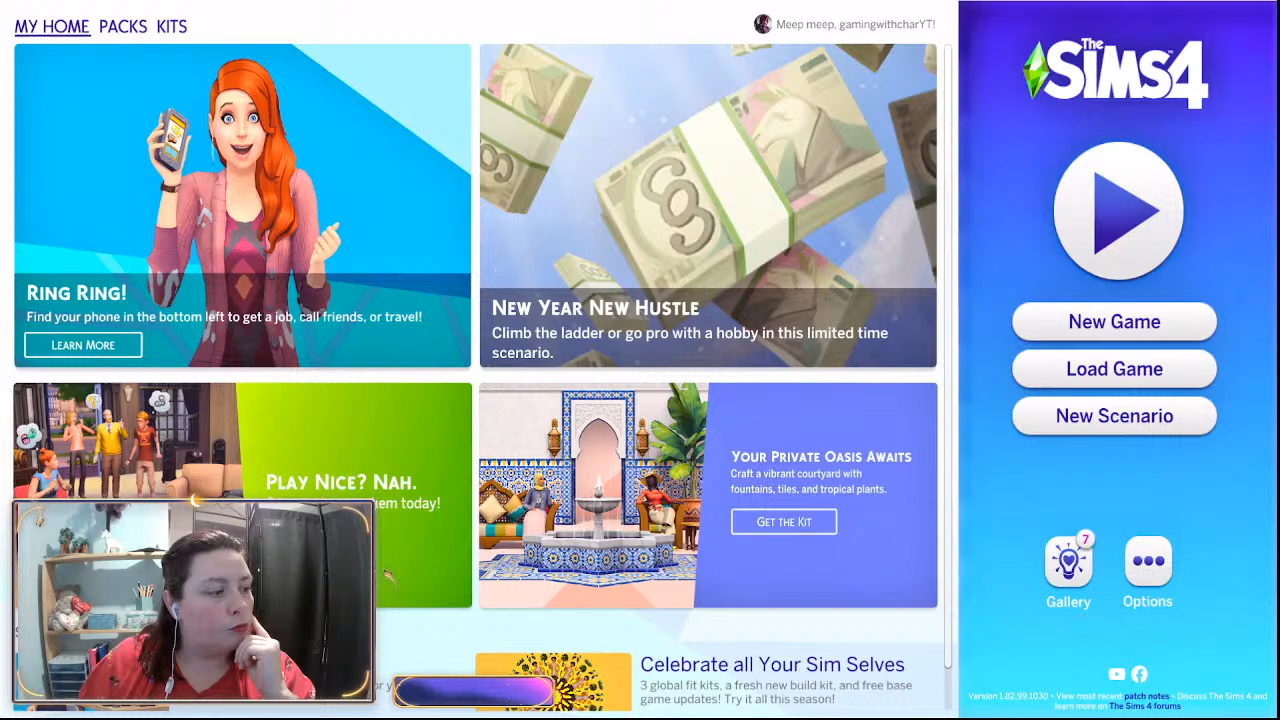 MY HOME PACKS KITS
Meep meep, gamingwithcharYT!
The SIMS 4
RING RING!
Find your phone in the bottom left to get a job, call friends, or travel!
LEARN MORE
NEW YEAR NEW HUSTLE
Climb the ladder or go pro with a hobby in this limited time
scenario.
New Game
Load Game
New Scenario
PLAY NICE? NAH.
em today!
YOUR PRIVATE OASIS AWAITS
Craft a vibrant courtyard with
fountains, tiles, and tropical plants.
GET THE KIT
7
Gallery
Options
Celebrate all Your Sim Selves
3 global fit kits, a fresh new build kit, and free base
game updates! Try it all this season!
Version 1.82.99.1030 • View most recent patch notes • Discuss The Sims 4 and
learn more on The Sims 4 forums